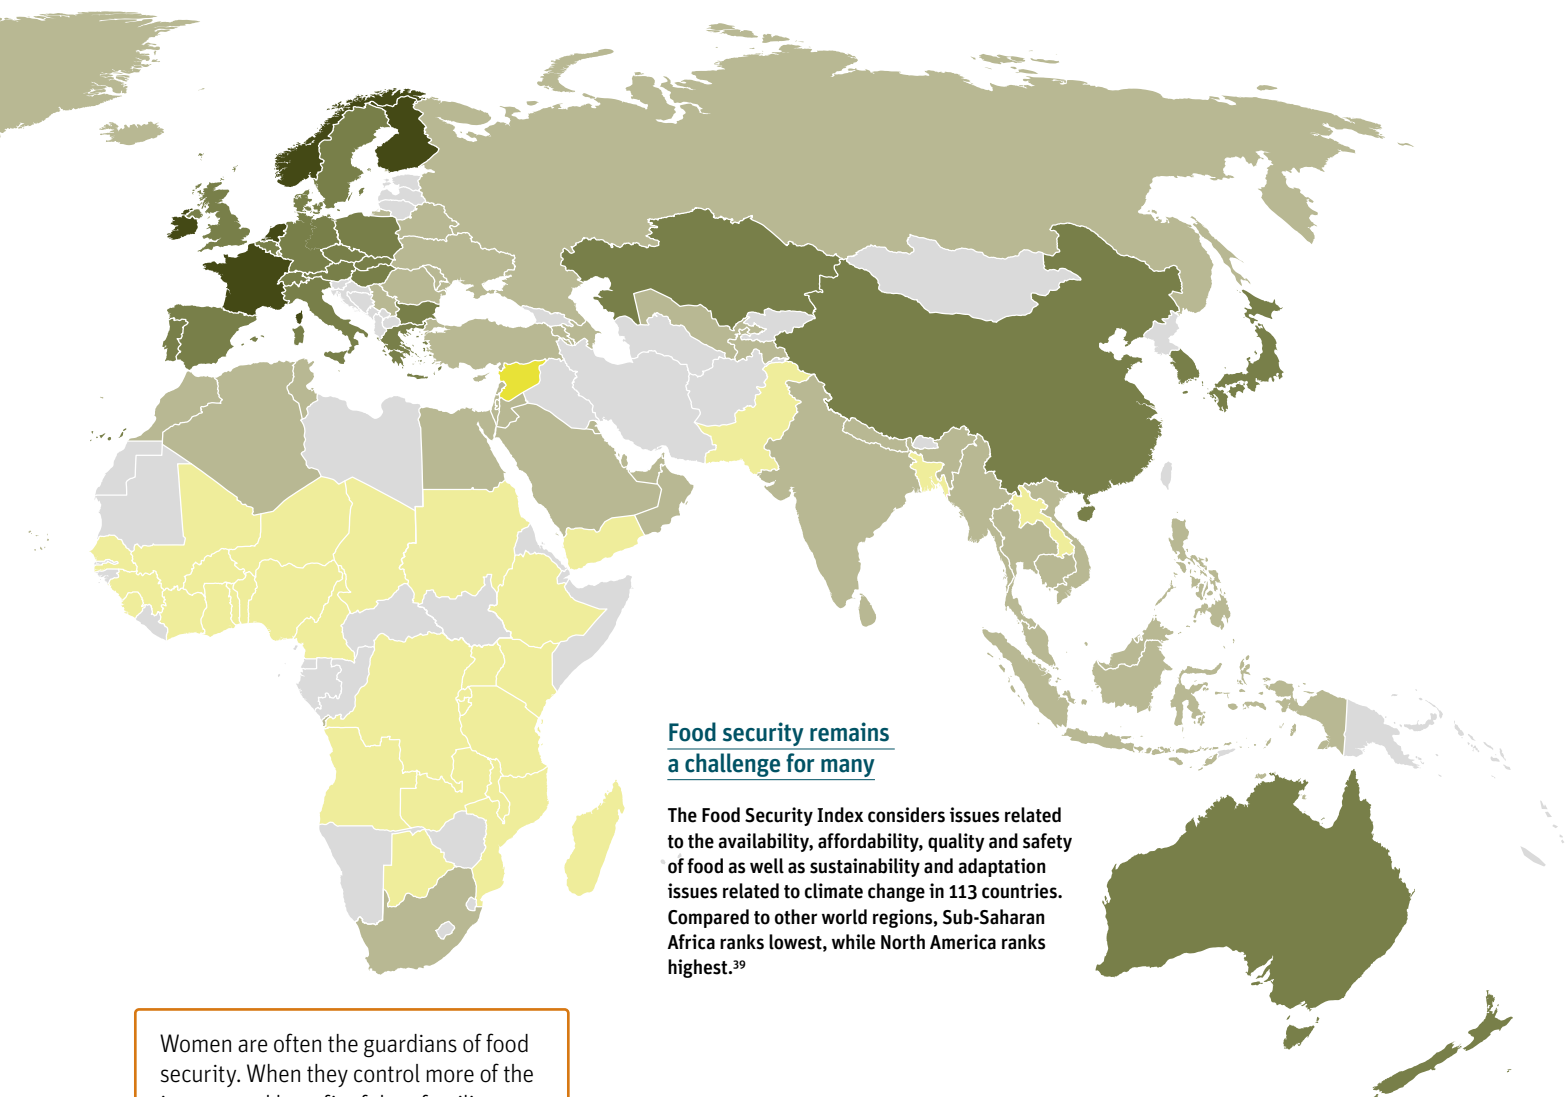 Food security remains
a challenge for many
The Food Security Index considers issues related
to the availability, affordability, quality and safety
of food as well as sustainability and adaptation
issues related to climate change in 113 countries.
Compared to other world regions, Sub-Saharan
Africa ranks lowest, while North America ranks
highest.³⁹
Women are often the guardians of food
security. When they control more of the